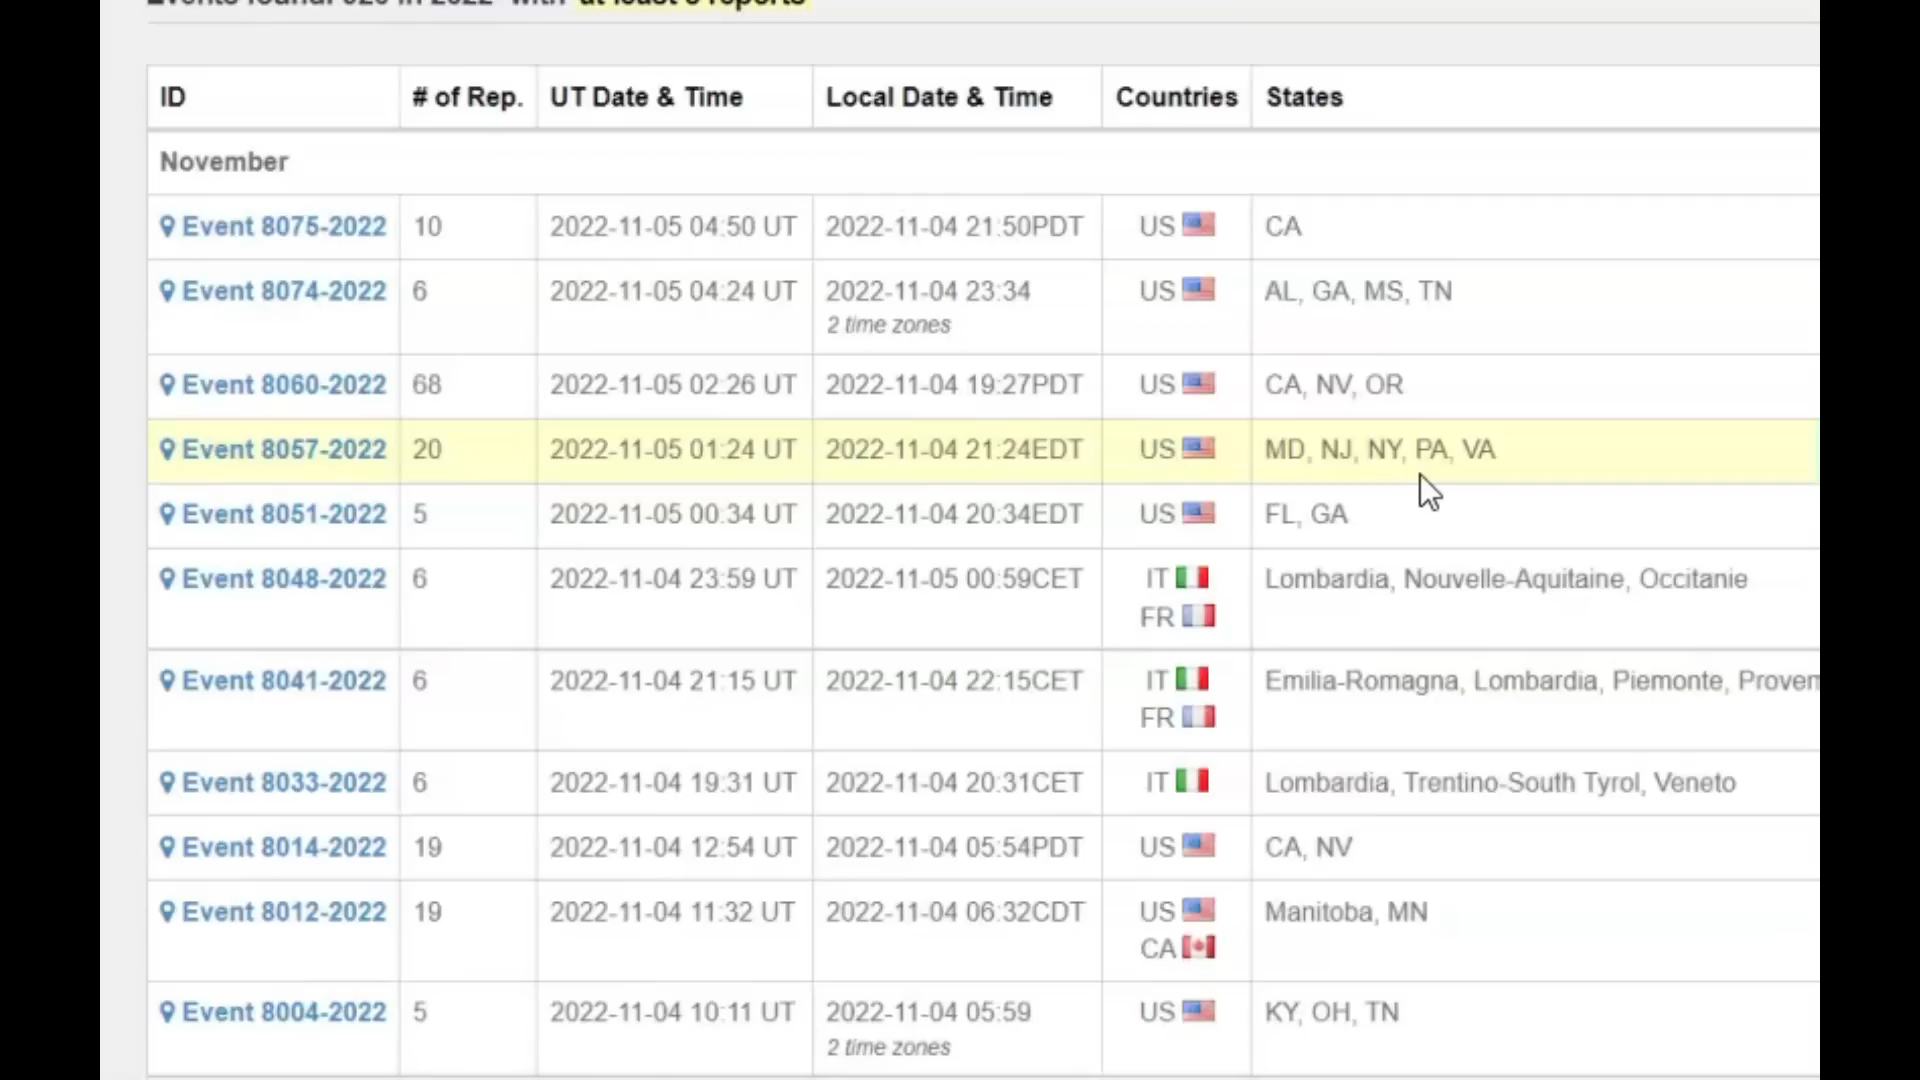 at least 5 reports
ID # of Rep. UT Date & Time Local Date & Time Countries States
November
Event 8075-2022 10 2022-11-05 04:50 UT 2022-11-04 21:50PDT US CA
Event 8074-2022 6 2022-11-05 04:24 UT 2022-11-04 23:34 US AL, GA, MS, TN
2 time zones
Event 8060-2022 68 2022-11-05 02:26 UT 2022-11-04 19:27PDT US CA, NV, OR
Event 8057-2022 20 2022-11-05 01:24 UT 2022-11-04 21:24EDT US MD, NJ, NY, PA, VA
Event 8051-2022 5 2022-11-05 00:34 UT 2022-11-04 20:34EDT US FL, GA
Event 8048-2022 6 2022-11-04 23:59 UT 2022-11-05 00:59CET IT Lombardia, Nouvelle-Aquitaine, Occitanie
FR
Event 8041-2022 6 2022-11-04 21:15 UT 2022-11-04 22:15CET IT Emilia-Romagna, Lombardia, Piemonte, Proven
FR
Event 8033-2022 6 2022-11-04 19:31 UT 2022-11-04 20:31CET IT Lombardia, Trentino-South Tyrol, Veneto
Event 8014-2022 19 2022-11-04 12:54 UT 2022-11-04 05:54PDT US CA, NV
Event 8012-2022 19 2022-11-04 11:32 UT 2022-11-04 06:32CDT US Manitoba, MN
CA
Event 8004-2022 5 2022-11-04 10:11 UT 2022-11-04 05:59 US KY, OH, TN
2 time zones